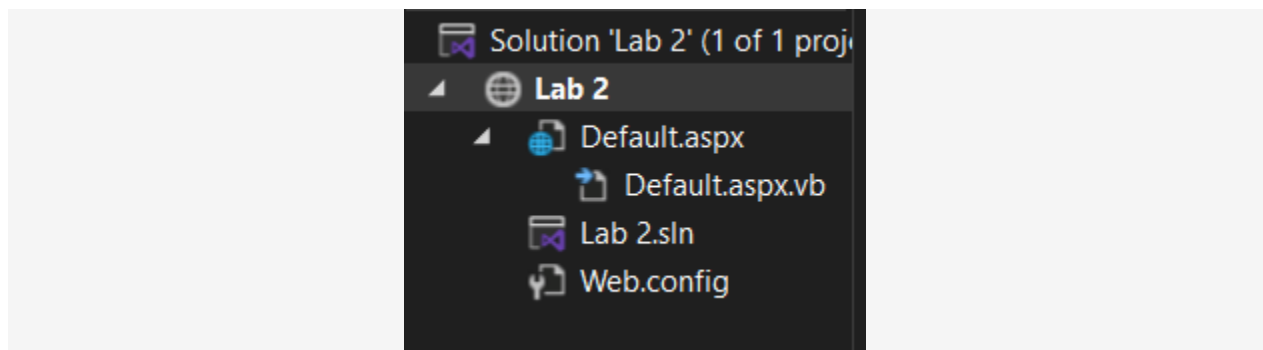 Solution 'Lab 2' (1 of 1 proj
Lab 2
Default.aspx
Default.aspx.vb
Lab 2.sln
Web.config